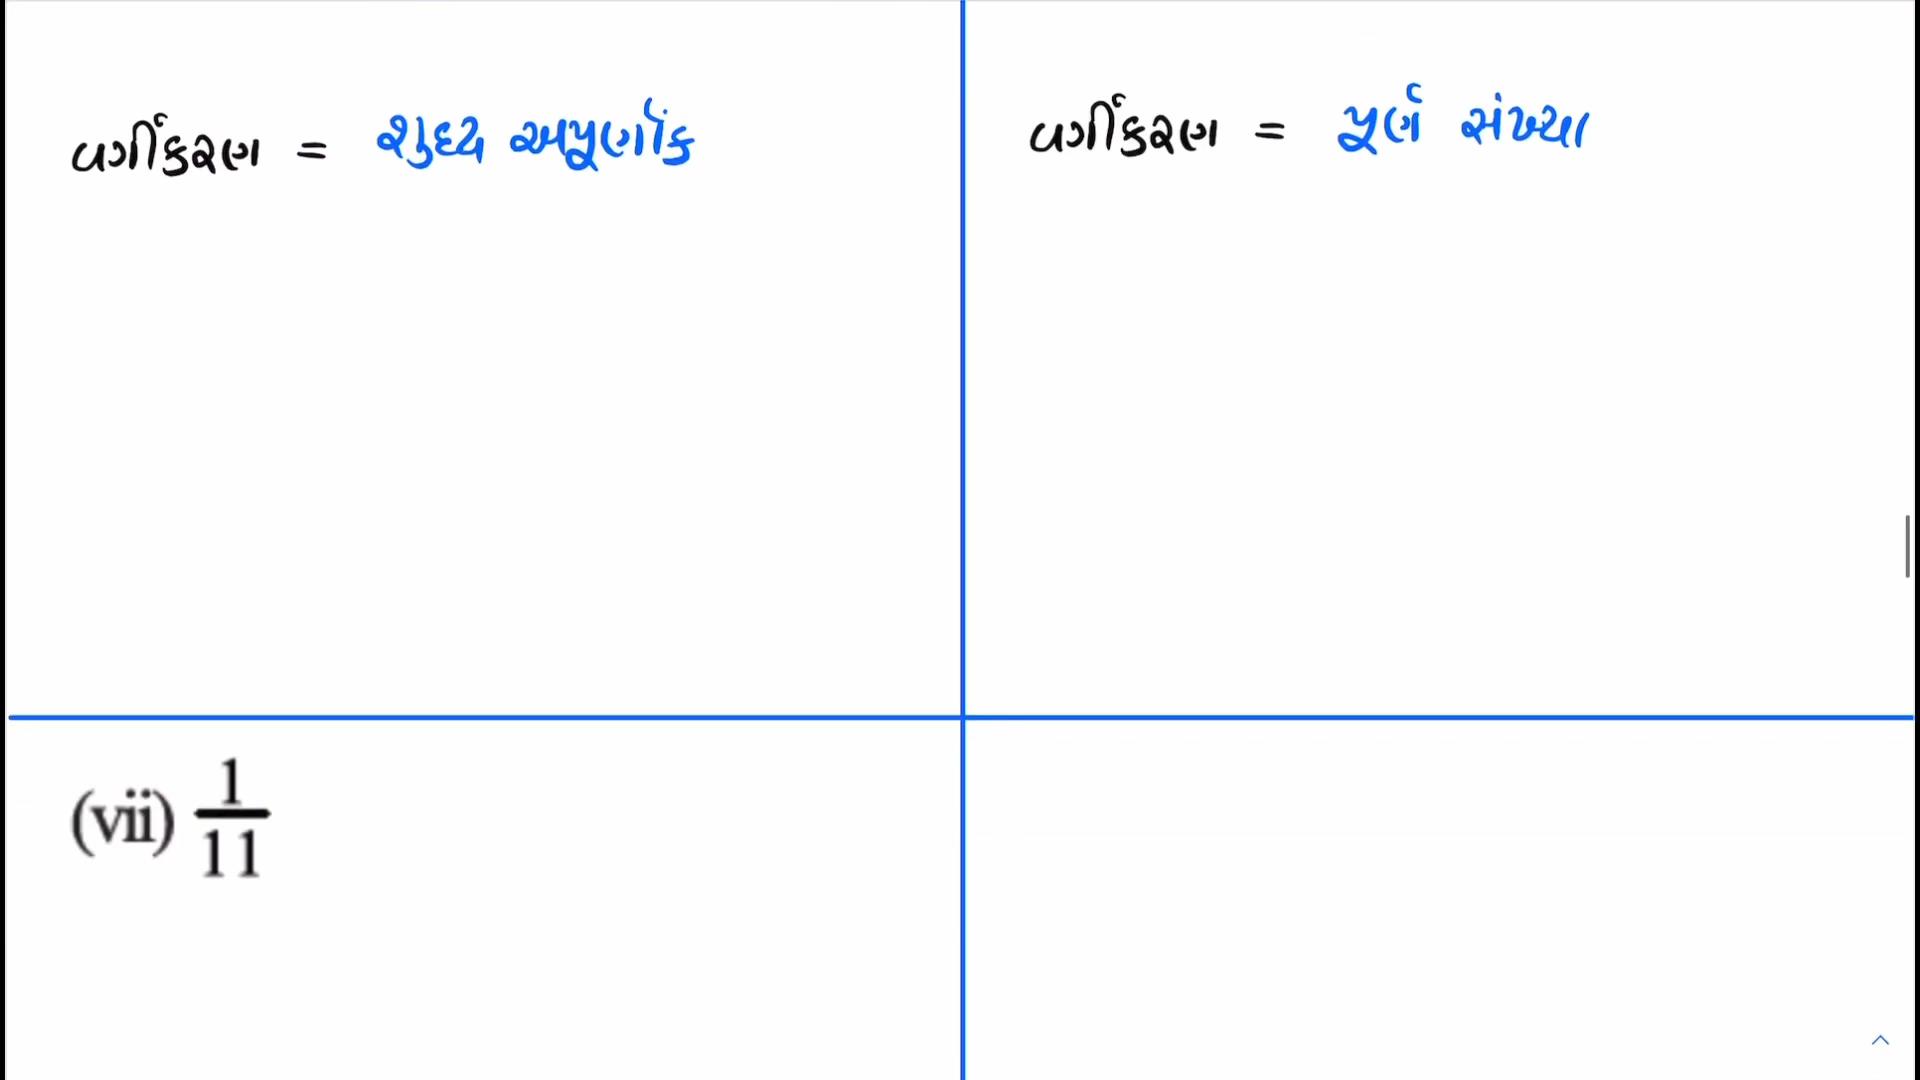 વર્ગીકરણ = શુદ્ધ અપૂર્ણાંક
વર્ગીકરણ = પૂર્ણ સંખ્યા
(vii) 1/11